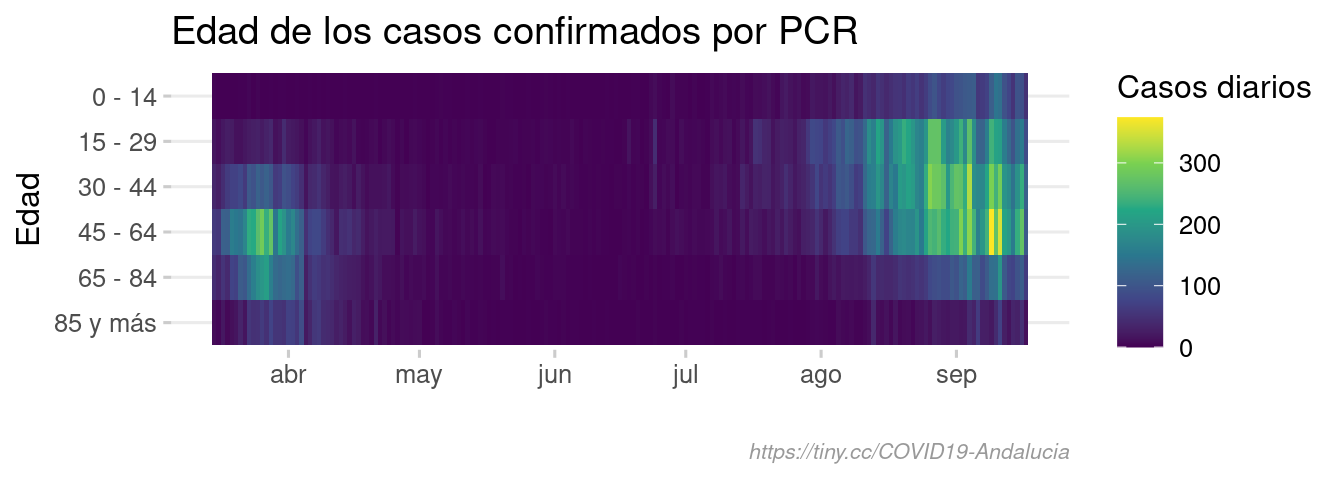 Edad de los casos confirmados por PCR
Edad
0 - 14
15 - 29
30 - 44
45 - 64
65 - 84
85 y más
abr may jun jul ago sep
Casos diarios
300
200
100
0
https://tiny.cc/COVID19-Andalucia